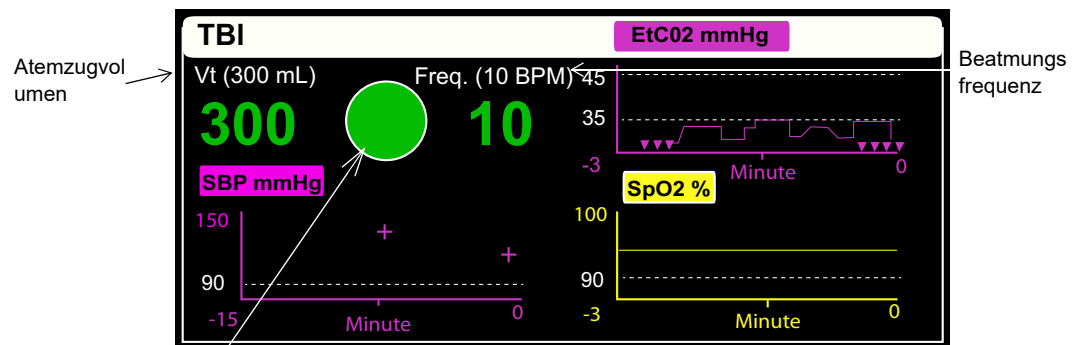 TBI
EtC02 mmHg
Atemzugvol
umen
Vt (300 mL)
Freq. (10 BPM)
Beatmungs
frequenz
300
10
45
35
-3
Minute
0
SBP mmHg
150
90
-15
Minute
0
SpO2 %
100
90
-3
Minute
0